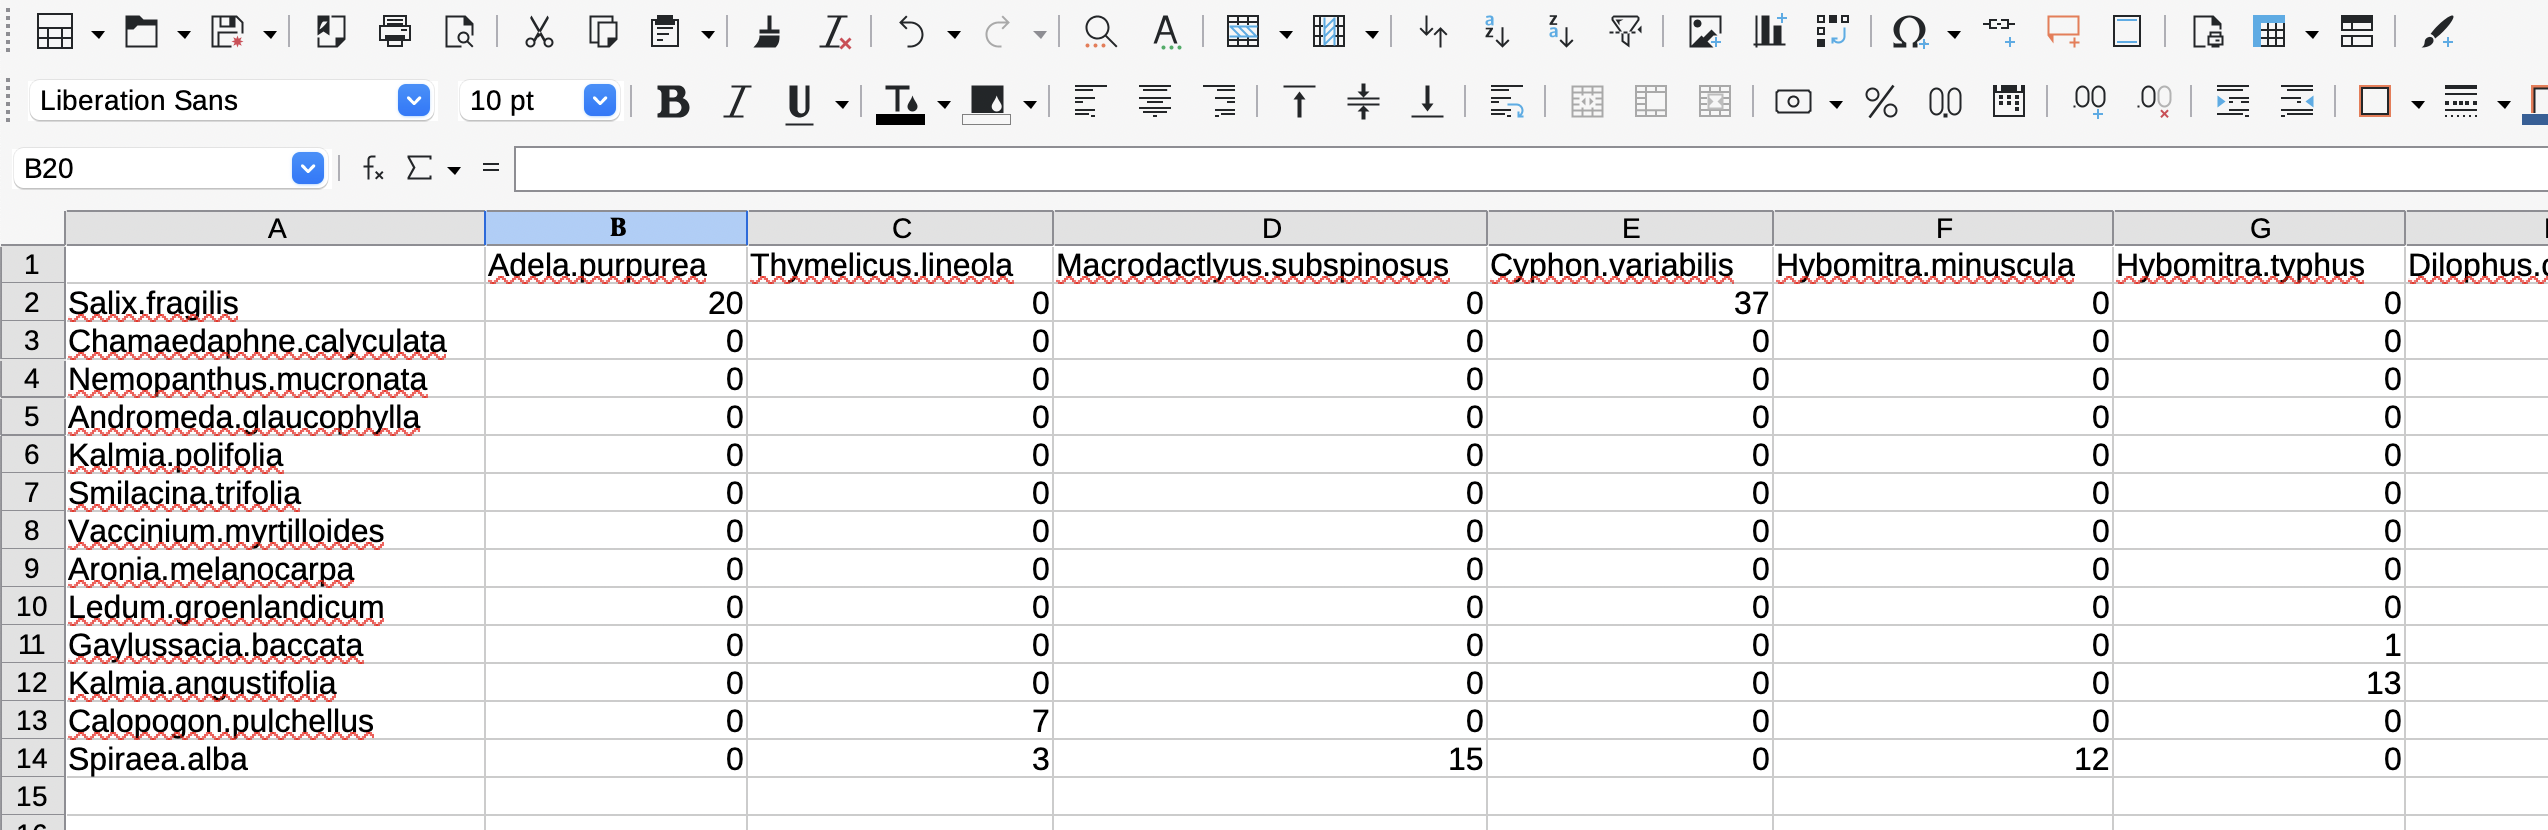 Liberation Sans 10 pt
B20
A B C D E F G
1 Adela.purpurea Thymelicus.lineola Macrodactlyus.subspinosus Cyphon.variabilis Hybomitra.minuscula Hybomitra.typhus
2 Salix.fragilis 20 0 0 37 0 0
3 Chamaedaphne.calyculata 0 0 0 0 0 0
4 Nemopanthus.mucronata 0 0 0 0 0 0
5 Andromeda.glaucophylla 0 0 0 0 0 0
6 Kalmia.polifolia 0 0 0 0 0 0
7 Smilacina.trifolia 0 0 0 0 0 0
8 Vaccinium.myrtilloides 0 0 0 0 0 0
9 Aronia.melanocarpa 0 0 0 0 0 0
10 Ledum.groenlandicum 0 0 0 0 0 0
11 Gaylussacia.baccata 0 0 0 0 0 1
12 Kalmia.angustifolia 0 0 0 0 0 13
13 Calopogon.pulchellus 0 7 0 0 0 0
14 Spiraea.alba 0 3 15 0 12 0
15